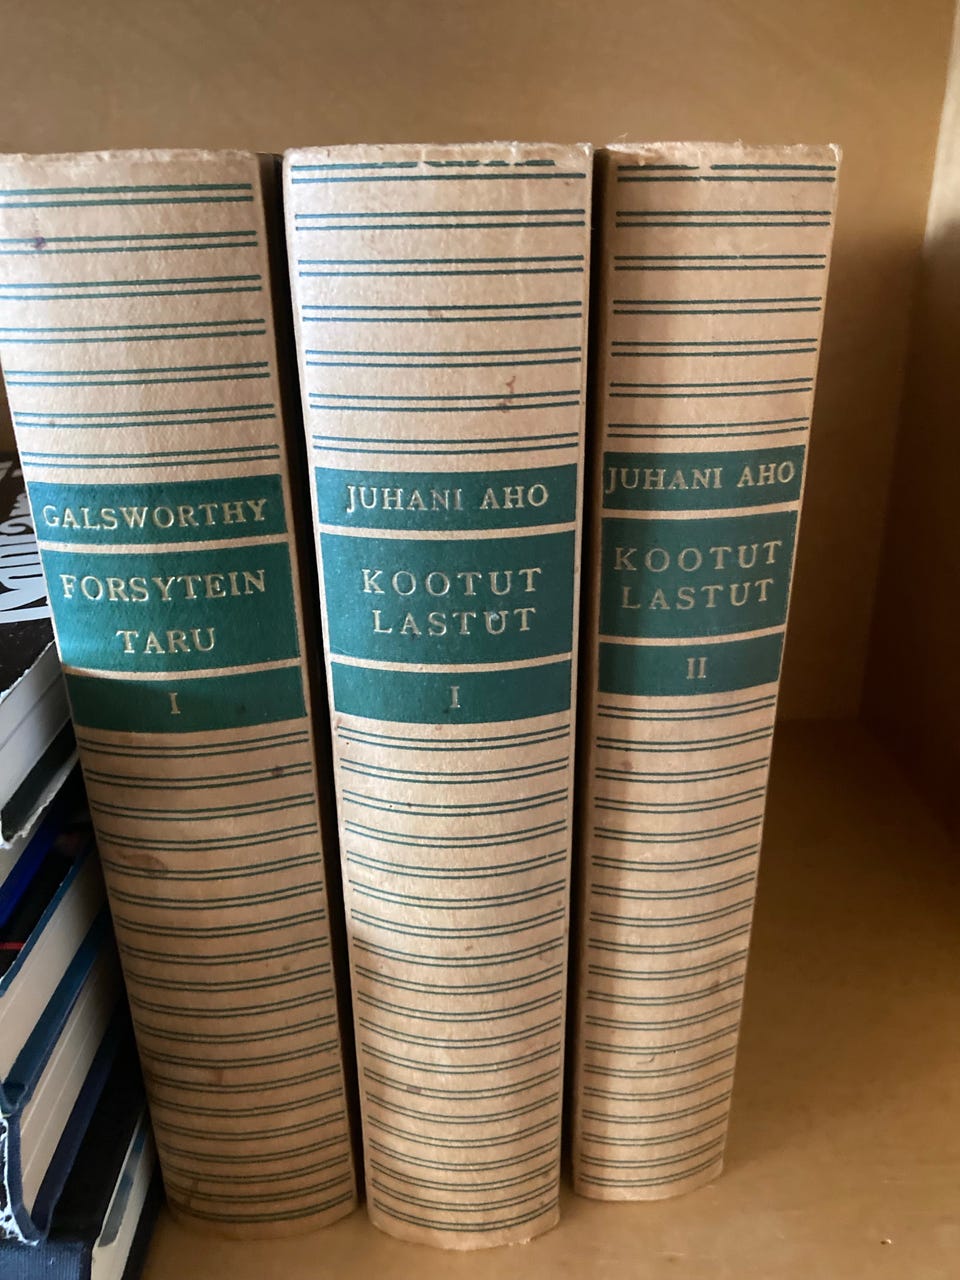 GALSWORTHY
FORSYTEIN
TARU
I
JUHANI AHO
KOOTUT
LASTUT
I
JUHANI AHO
KOOTUT
LASTUT
II